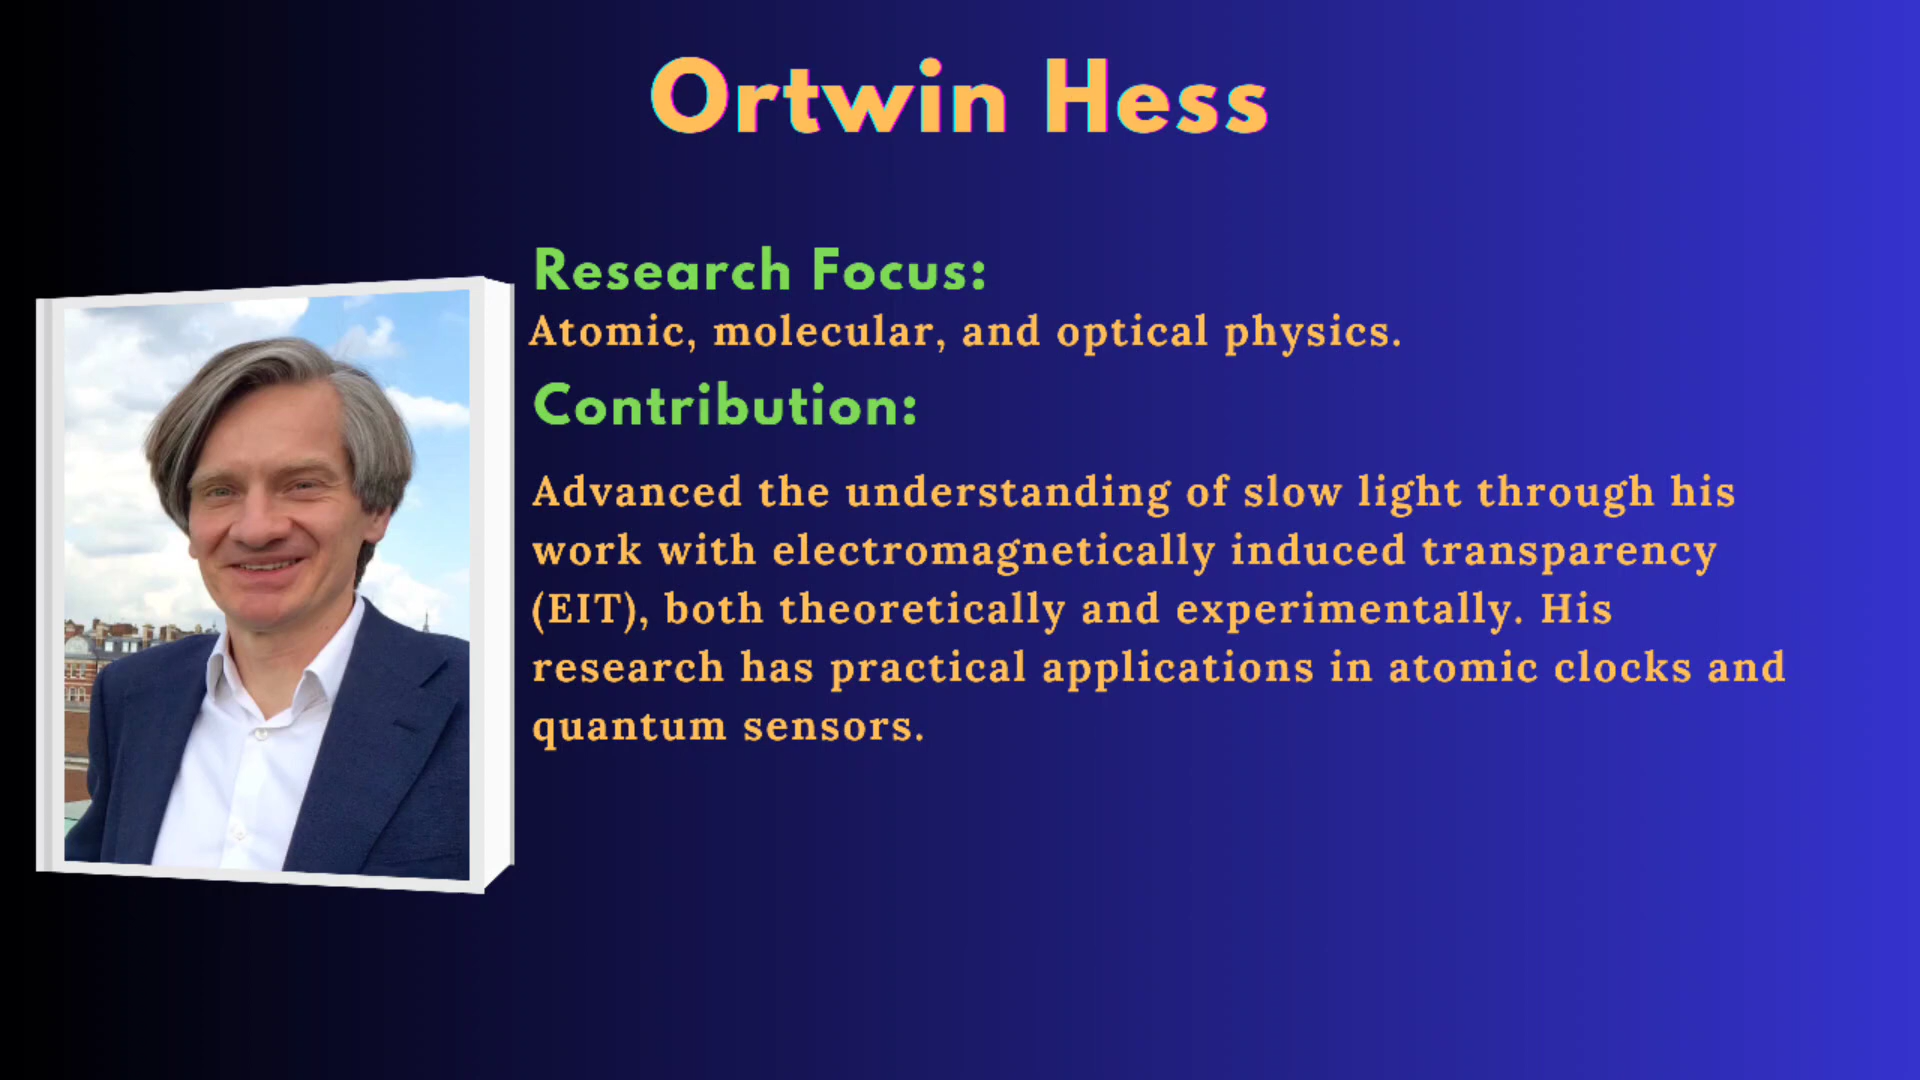 Ortwin Hess
Research Focus:
Atomic, molecular, and optical physics.
Contribution:
Advanced the understanding of slow light through his
work with electromagnetically induced transparency
(EIT), both theoretically and experimentally. His
research has practical applications in atomic clocks and
quantum sensors.